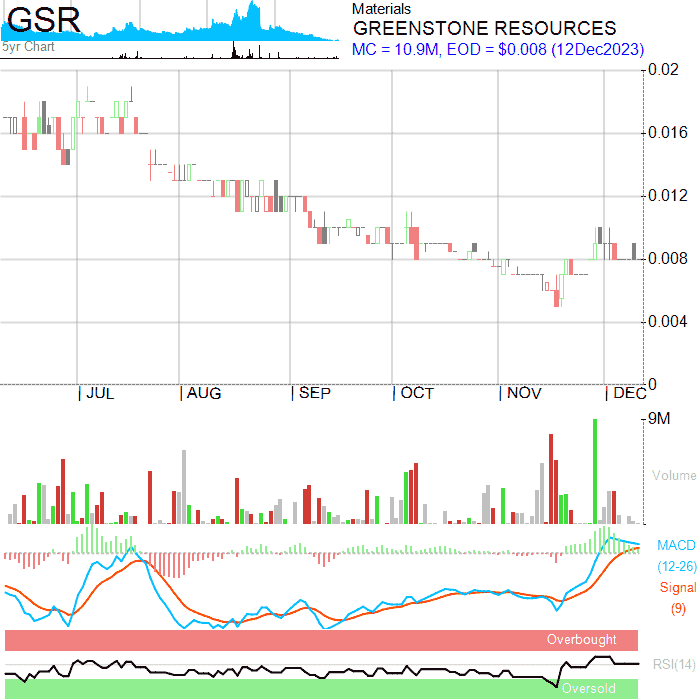 GSR
5yr Chart
Materials
GREENSTONE RESOURCES
MC = 10.9M, EOD = $0.008 (12Dec2023)
0.02
0.016
0.012
0.008
0.004
0
JUL AUG SEP OCT NOV DEC
9M
Volume
MACD
(12-26)
Signal
(9)
Overbought
RSI(14)
Oversold